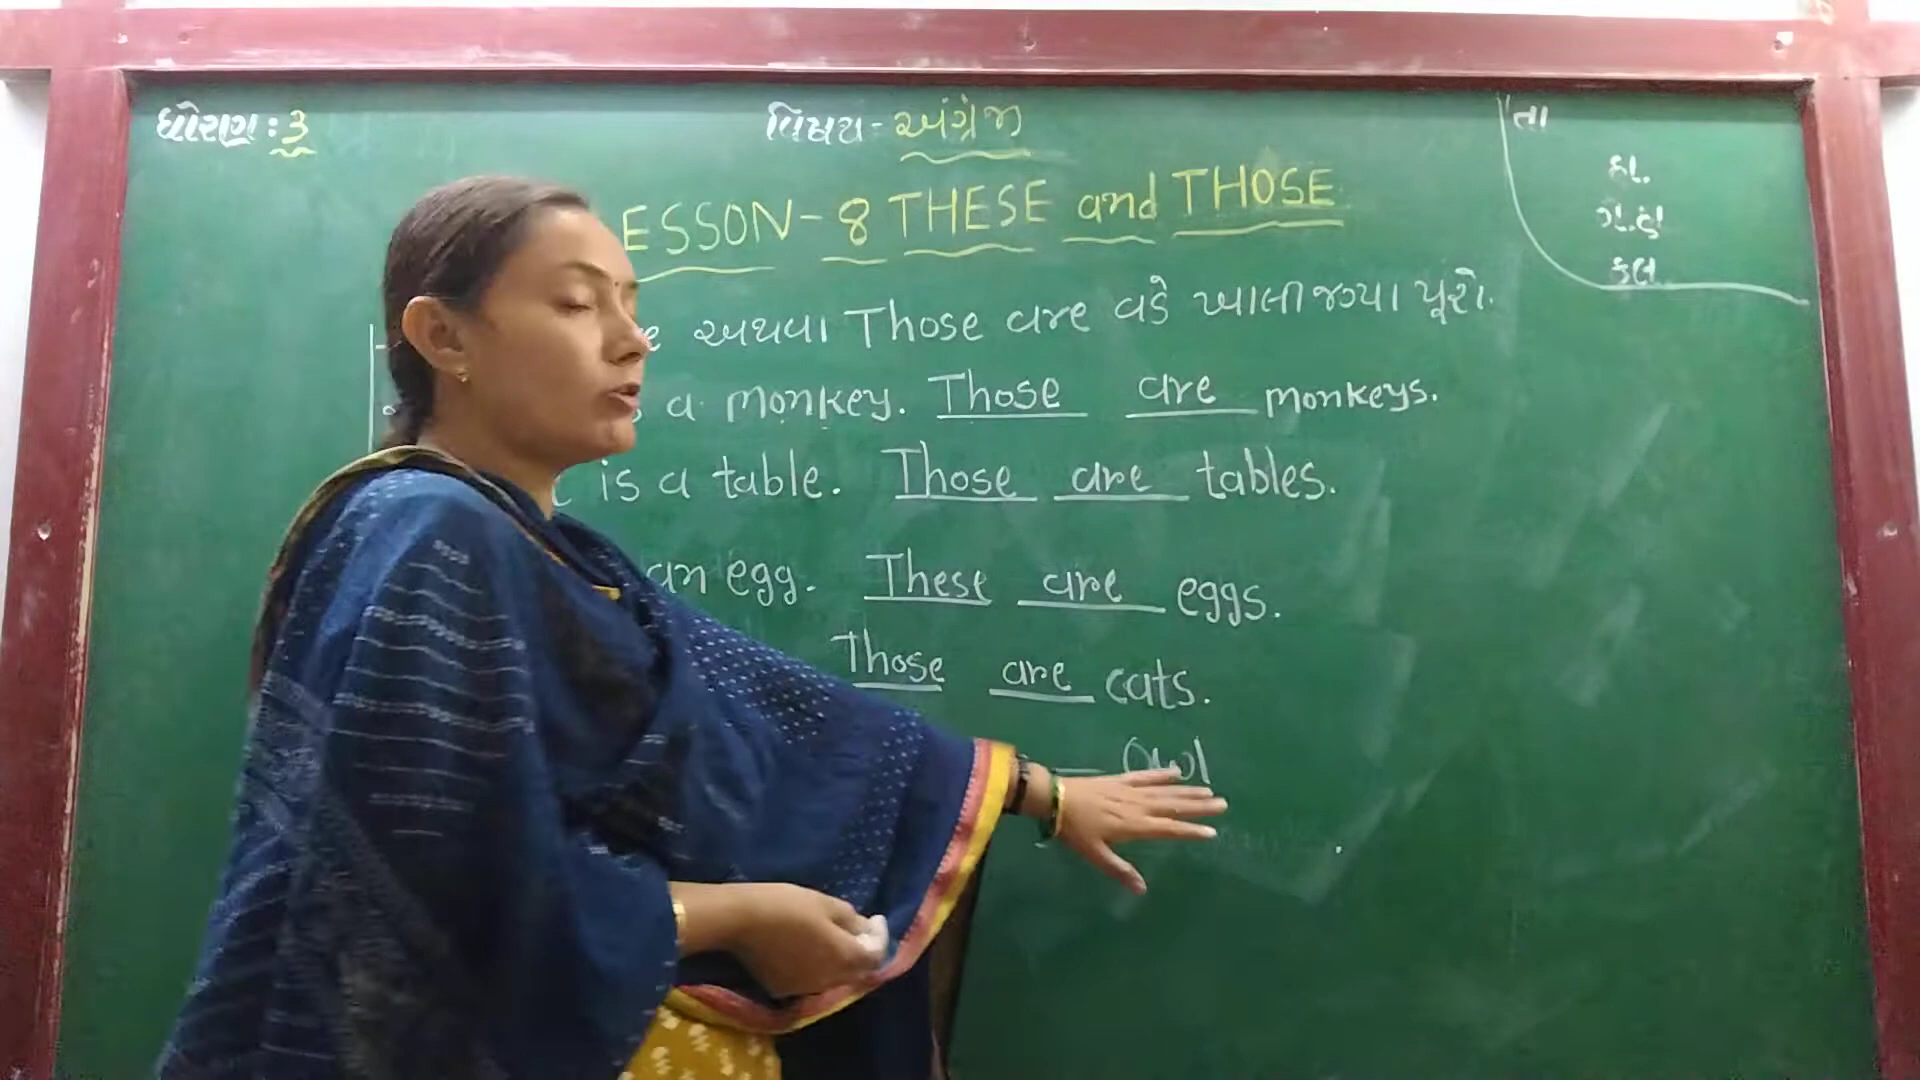 ધોરણ: ૩
વિષય - અંગ્રેજી
તા
હા.
ગે.હા
કુલ
ESSON-8 THESE and THOSE
અથવા Those are વડે ખાલી જગ્યા પૂરો.
a monkey. Those are monkeys.
is a table. Those are tables.
an egg. These are eggs.
Those are cats.
Owl